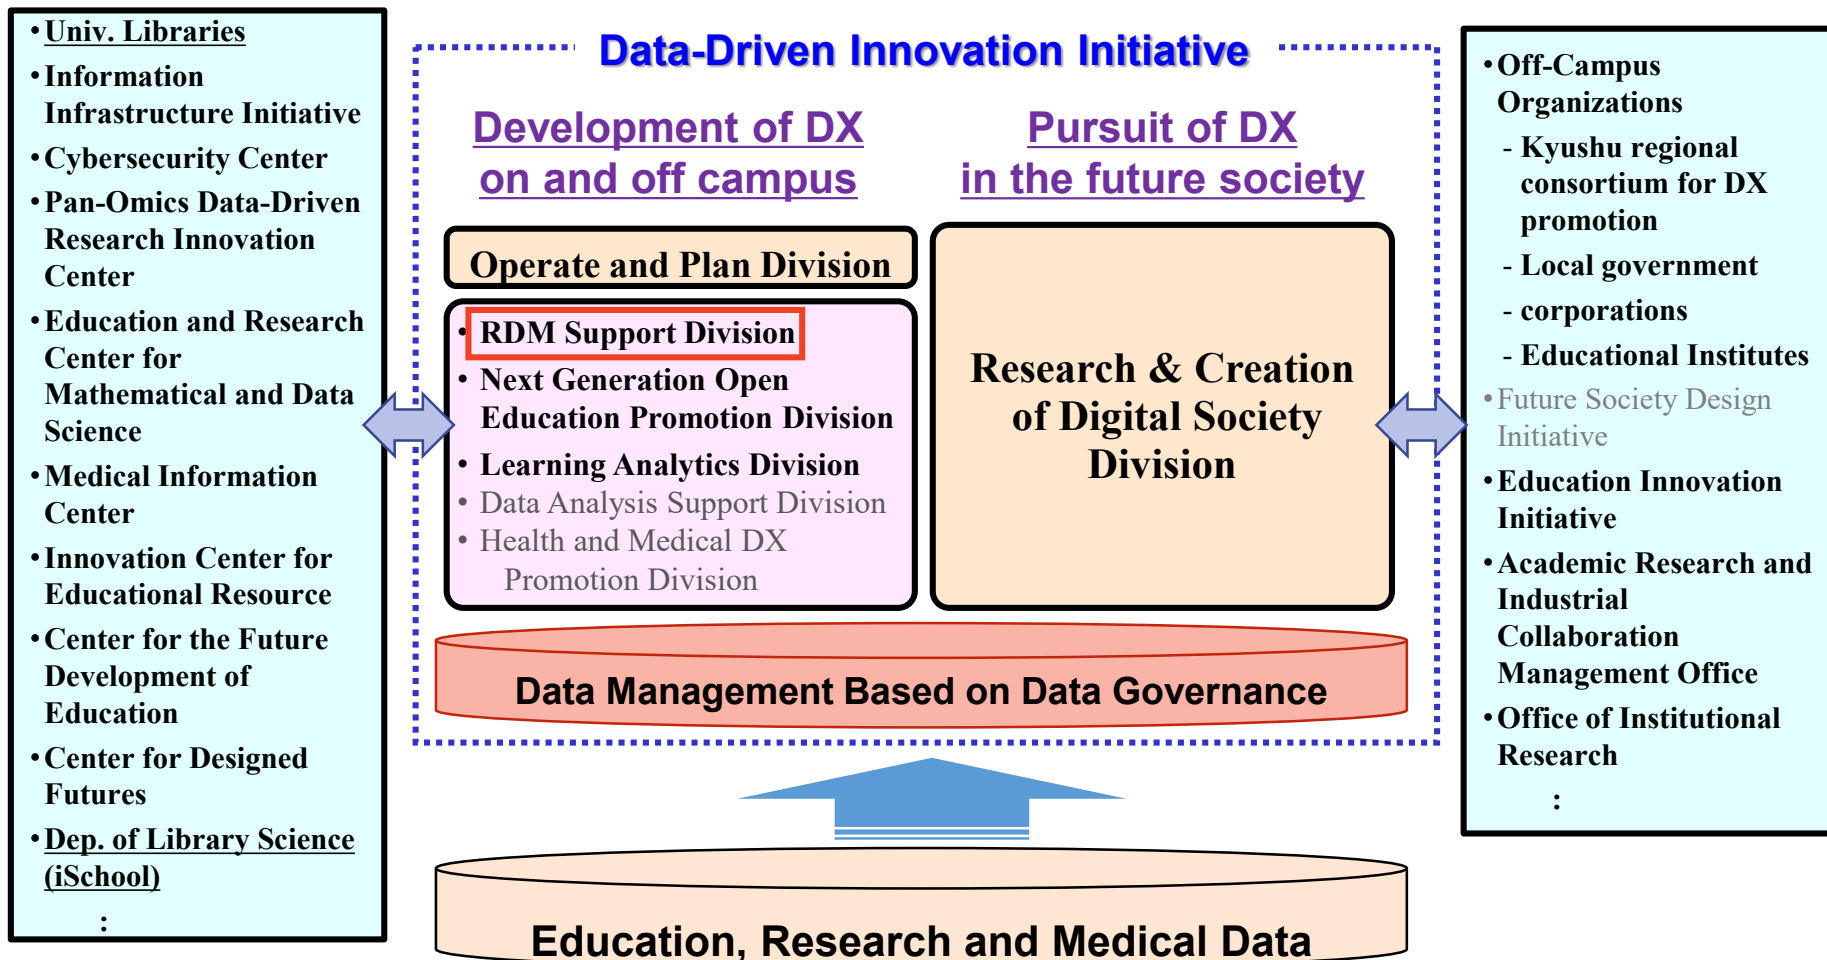 •Univ. Libraries
•Information
Infrastructure Initiative
•Cybersecurity Center
•Pan-Omics Data-Driven
Research Innovation
Center
•Education and Research
Center for
Mathematical and Data
Science
•Medical Information
Center
•Innovation Center for
Educational Resource
•Center for the Future
Development of
Education
•Center for Designed
Futures
•Dep. of Library Science
(iSchool)
:
Data-Driven Innovation Initiative
Development of DX
on and off campus
Operate and Plan Division
• RDM Support Division
• Next Generation Open
Education Promotion Division
• Learning Analytics Division
• Data Analysis Support Division
• Health and Medical DX
Promotion Division
Pursuit of DX
in the future society
Research & Creation
of Digital Society
Division
Data Management Based on Data Governance
Education, Research and Medical Data
•Off-Campus
Organizations
- Kyushu regional
consortium for DX
promotion
- Local government
- corporations
- Educational Institutes
•Future Society Design
Initiative
•Education Innovation
Initiative
•Academic Research and
Industrial
Collaboration
Management Office
•Office of Institutional
Research
: